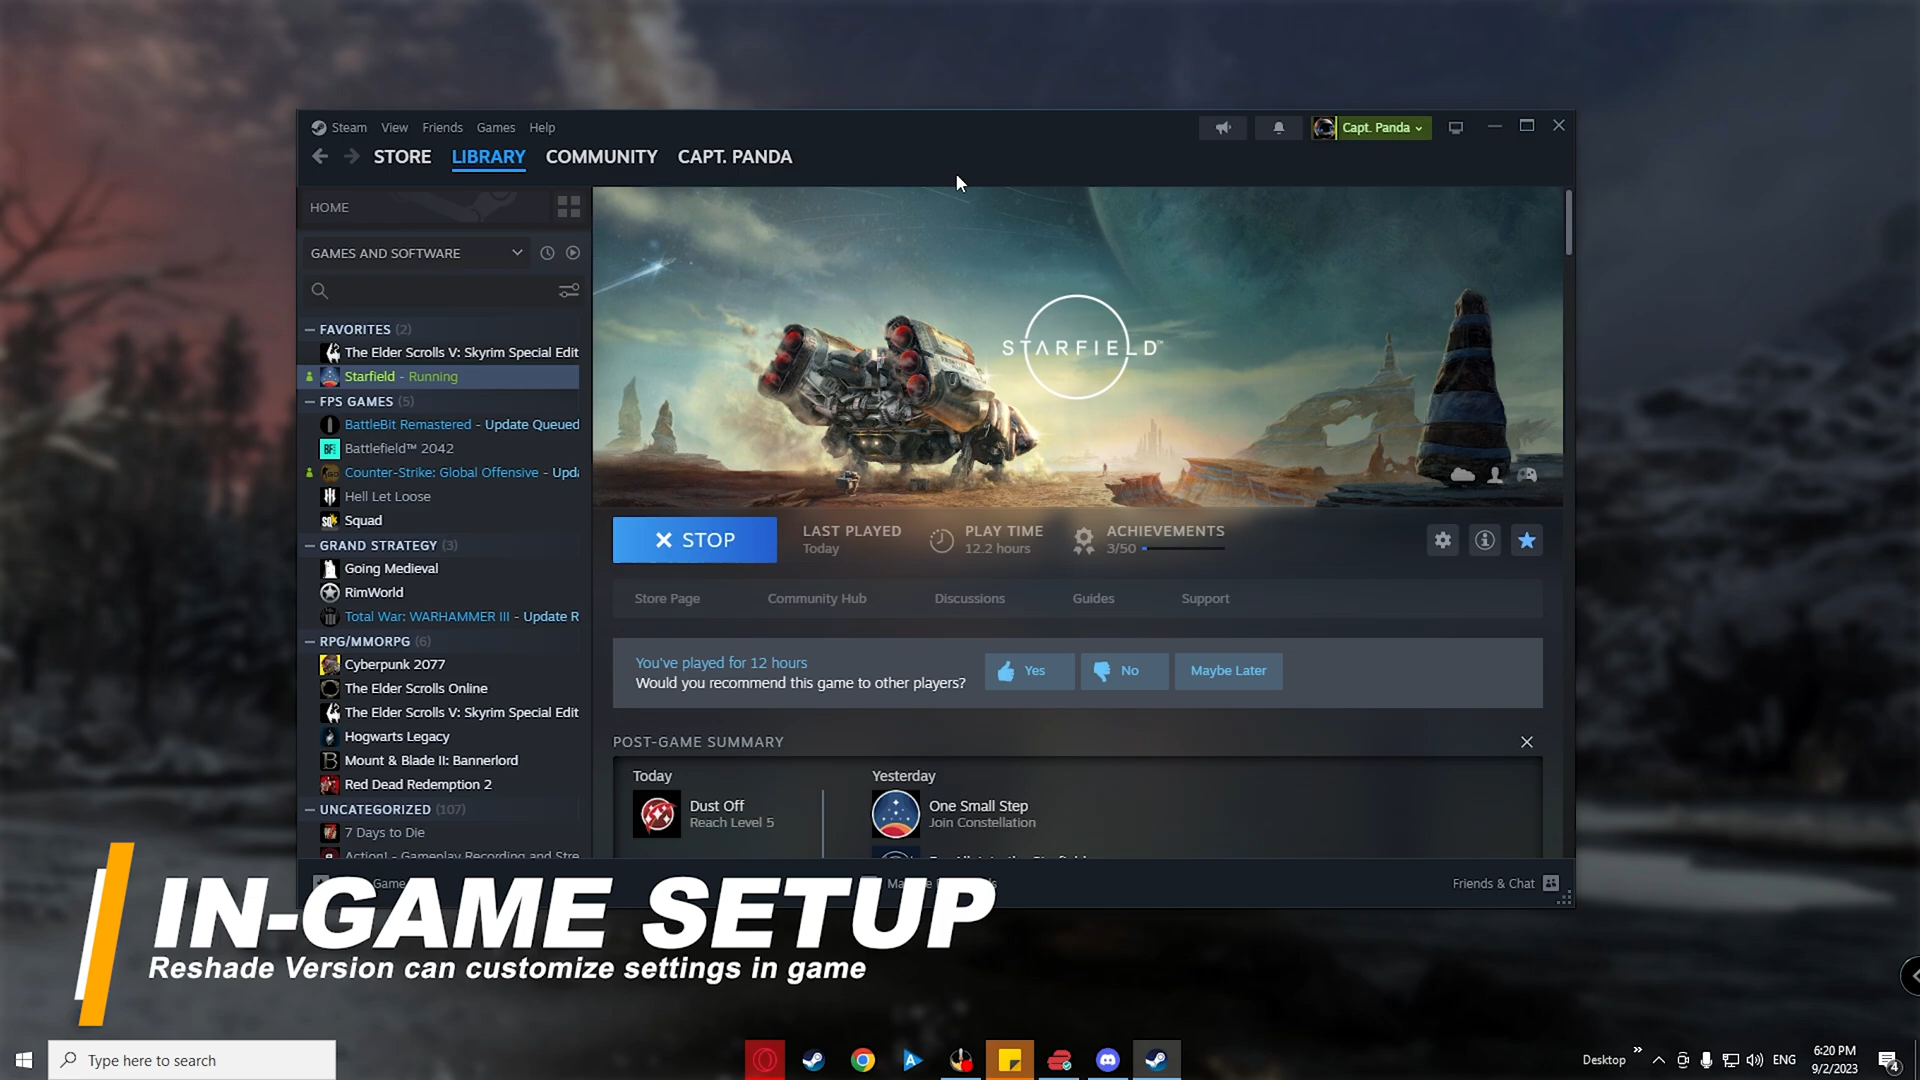 Steam View Friends Games Help
Capt. Panda
STORE LIBRARY COMMUNITY CAPT. PANDA
HOME
GAMES AND SOFTWARE
FAVORITES (2)
The Elder Scrolls V: Skyrim Special Edit
Starfield - Running
FPS GAMES (5)
BattleBit Remastered - Update Queued
BF
Battlefield™ 2042
Counter-Strike: Global Offensive - Upda
Hell Let Loose
Squad
GRAND STRATEGY (3)
Going Medieval
RimWorld
Total War: WARHAMMER III - Update R
RPG/MMORPG (6)
Cyberpunk 2077
The Elder Scrolls Online
The Elder Scrolls V: Skyrim Special Edit
Hogwarts Legacy
Mount & Blade II: Bannerlord
Red Dead Redemption 2
UNCATEGORIZED (107)
7 Days to Die
Action! - Gameplay Recording and Stre
STARFIELD™
STOP
LAST PLAYED
Today
PLAY TIME
12.2 hours
ACHIEVEMENTS
3/50
Store Page Community Hub Discussions Guides Support
You've played for 12 hours
Would you recommend this game to other players?
Yes No Maybe Later
POST-GAME SUMMARY
Today
Dust Off
Reach Level 5
Yesterday
One Small Step
Join Constellation
Game
Friends & Chat
IN-GAME SETUP
Reshade Version can customize settings in game
Type here to search
Desktop
ENG
6:20 PM
9/2/2023
4